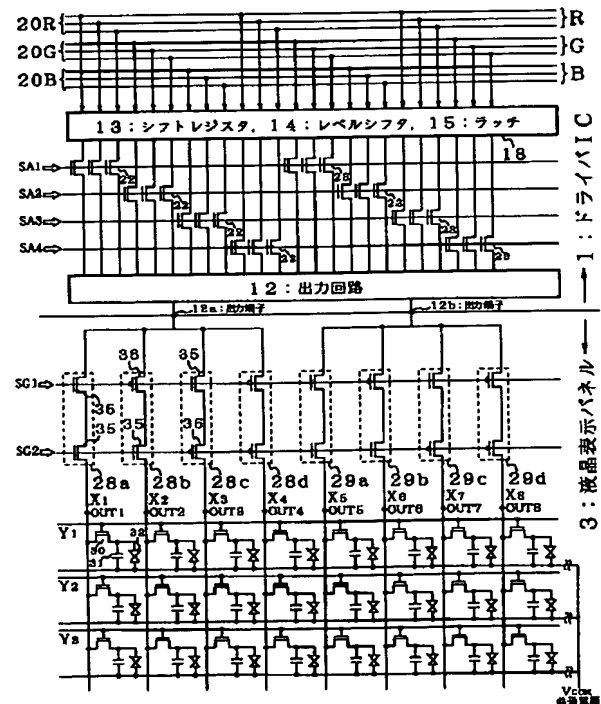 20R{ }R
20G{ }G
20B{ }B
13：シフトレジスタ，14：レベルシフタ，15：ラッチ
18
SA1 22 28
SA2 22 22
SA3 22 28
SA4 22 28
12：出力回路
1：ドライバIC
12a：出力端子 12b：出力端子
3：液晶表示パネル
38 35
SG1
36
35 35 36
SG2
28a 28b 28c 28d 29a 29b 29c 29d
X1 X2 X3 X4 X5 X6 X7 X8
OUT1 OUT2 OUT3 OUT4 OUT5 OUT6 OUT7 OUT8
Y1 30 31 32
Y2
Y3
VCOM